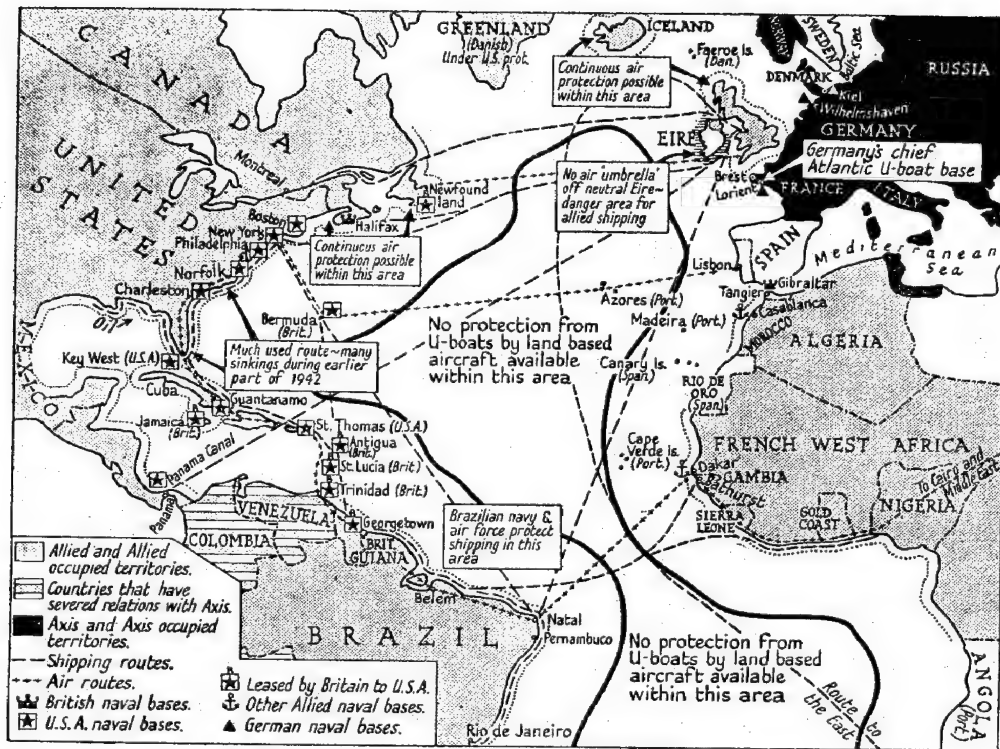 CANADA
UNITED
STATES
GREENLAND
(Danish)
Under U.S. prot.
ICELAND
Faeroe Is.
(Dan.)
NORWAY
SWEDEN
Baltic Sea
RUSSIA
DENMARK
Kiel
Wilhelmshaven
GERMANY
Continuous air
protection possible
within this area
EIRE
Germany's chief
Atlantic U-boat base
Brest
Lorient
FRANCE
ITALY
No 'air umbrella'
off neutral Eire~
danger area for
allied shipping
Montreal
Newfound
land
Boston
New York
Halifax
Philadelphia
Norfolk
Charleston
Continuous air
protection possible
within this area
SPAIN
Lisbon
Mediterranean
Sea
Gibraltar
Tangier
Casablanca
MOROCCO
ALGERIA
Azores (Port.)
Madeira (Port.)
Bermuda
(Brit.)
Oil
MEXICO
Key West (U.S.A)
Much used route~many
sinkings during earlier
part of 1942
No protection from
U-boats by land based
aircraft available
within this area
Canary Is.
(Span.)
RIO DE
ORO
(Span.)
Cuba
Guantanamo
Jamaica
(Brit.)
St. Thomas (U.S.A)
Antigua
(Brit.)
St. Lucia (Brit)
Trinidad (Brit.)
Panama Canal
Panama
Cape
Verde Is.
(Port.)
FRENCH WEST AFRICA
Dakar
GAMBIA
Bathurst
SIERRA
LEONE
GOLD
COAST
NIGERIA
To Cairo and
Middle East
VENEZUELA
COLOMBIA
Georgetown
BRIT.
GUIANA
Brazilian navy &
air force protect
shipping in this
area
Belem
BRAZIL
Natal
Pernambuco
Rio de Janeiro
No protection from
U-boats by land based
aircraft available
within this area
Route to
the East
ANGOLA
(Port.)
Allied and Allied
occupied territories.
Countries that have
severed relations with Axis.
Axis and Axis occupied
territories.
Shipping routes.
Air routes.
British naval bases.
U.S.A. naval bases.
Leased by Britain to U.S.A.
Other Allied naval bases.
German naval bases.